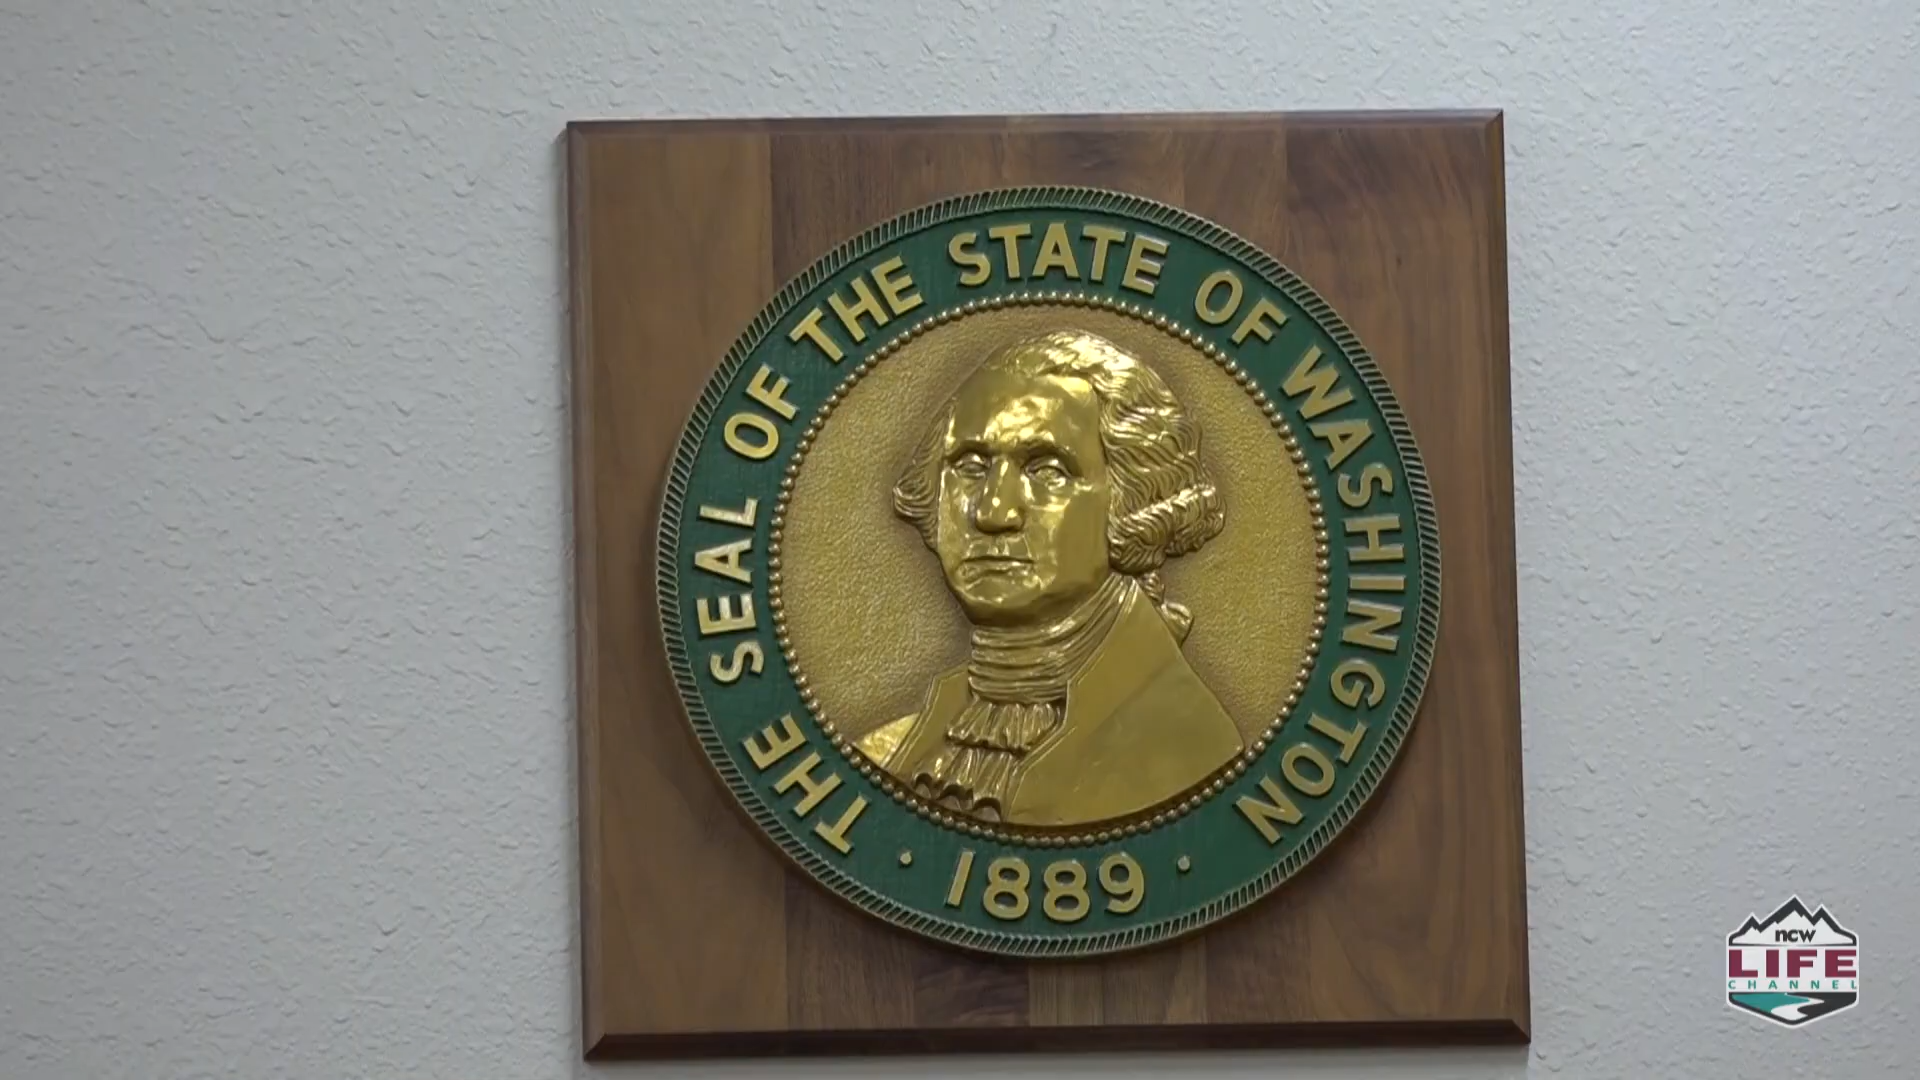 THE SEAL OF THE STATE OF WASHINGTON
· 1889 ·
ncw
LIFE
CHANNEL